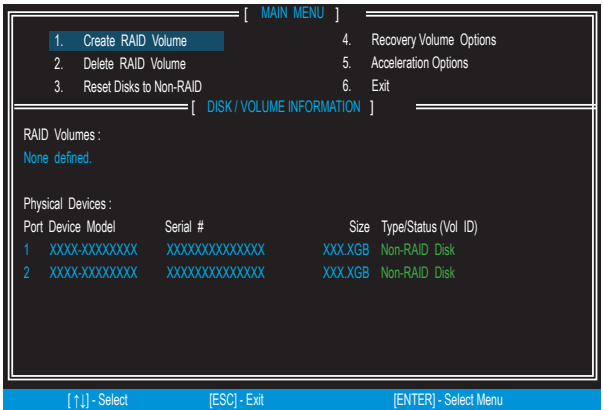 [ MAIN MENU ]
1. Create RAID Volume 4. Recovery Volume Options
2. Delete RAID Volume 5. Acceleration Options
3. Reset Disks to Non-RAID 6. Exit
[ DISK / VOLUME INFORMATION ]
RAID Volumes :
None defined.
Physical Devices :
Port Device Model Serial # Size Type/Status (Vol ID)
1 XXXX-XXXXXXXX XXXXXXXXXXXXXX XXX.XGB Non-RAID Disk
2 XXXX-XXXXXXXX XXXXXXXXXXXXXX XXX.XGB Non-RAID Disk
[ ↑↓] - Select [ESC] - Exit [ENTER] - Select Menu